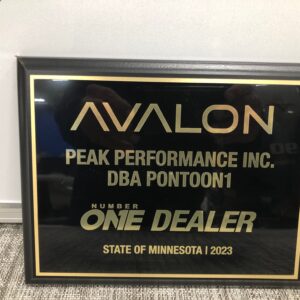 AVALON
PEAK PERFORMANCE INC.
DBA PONTOON1
NUMBER
ONE DEALER
STATE OF MINNESOTA | 2023